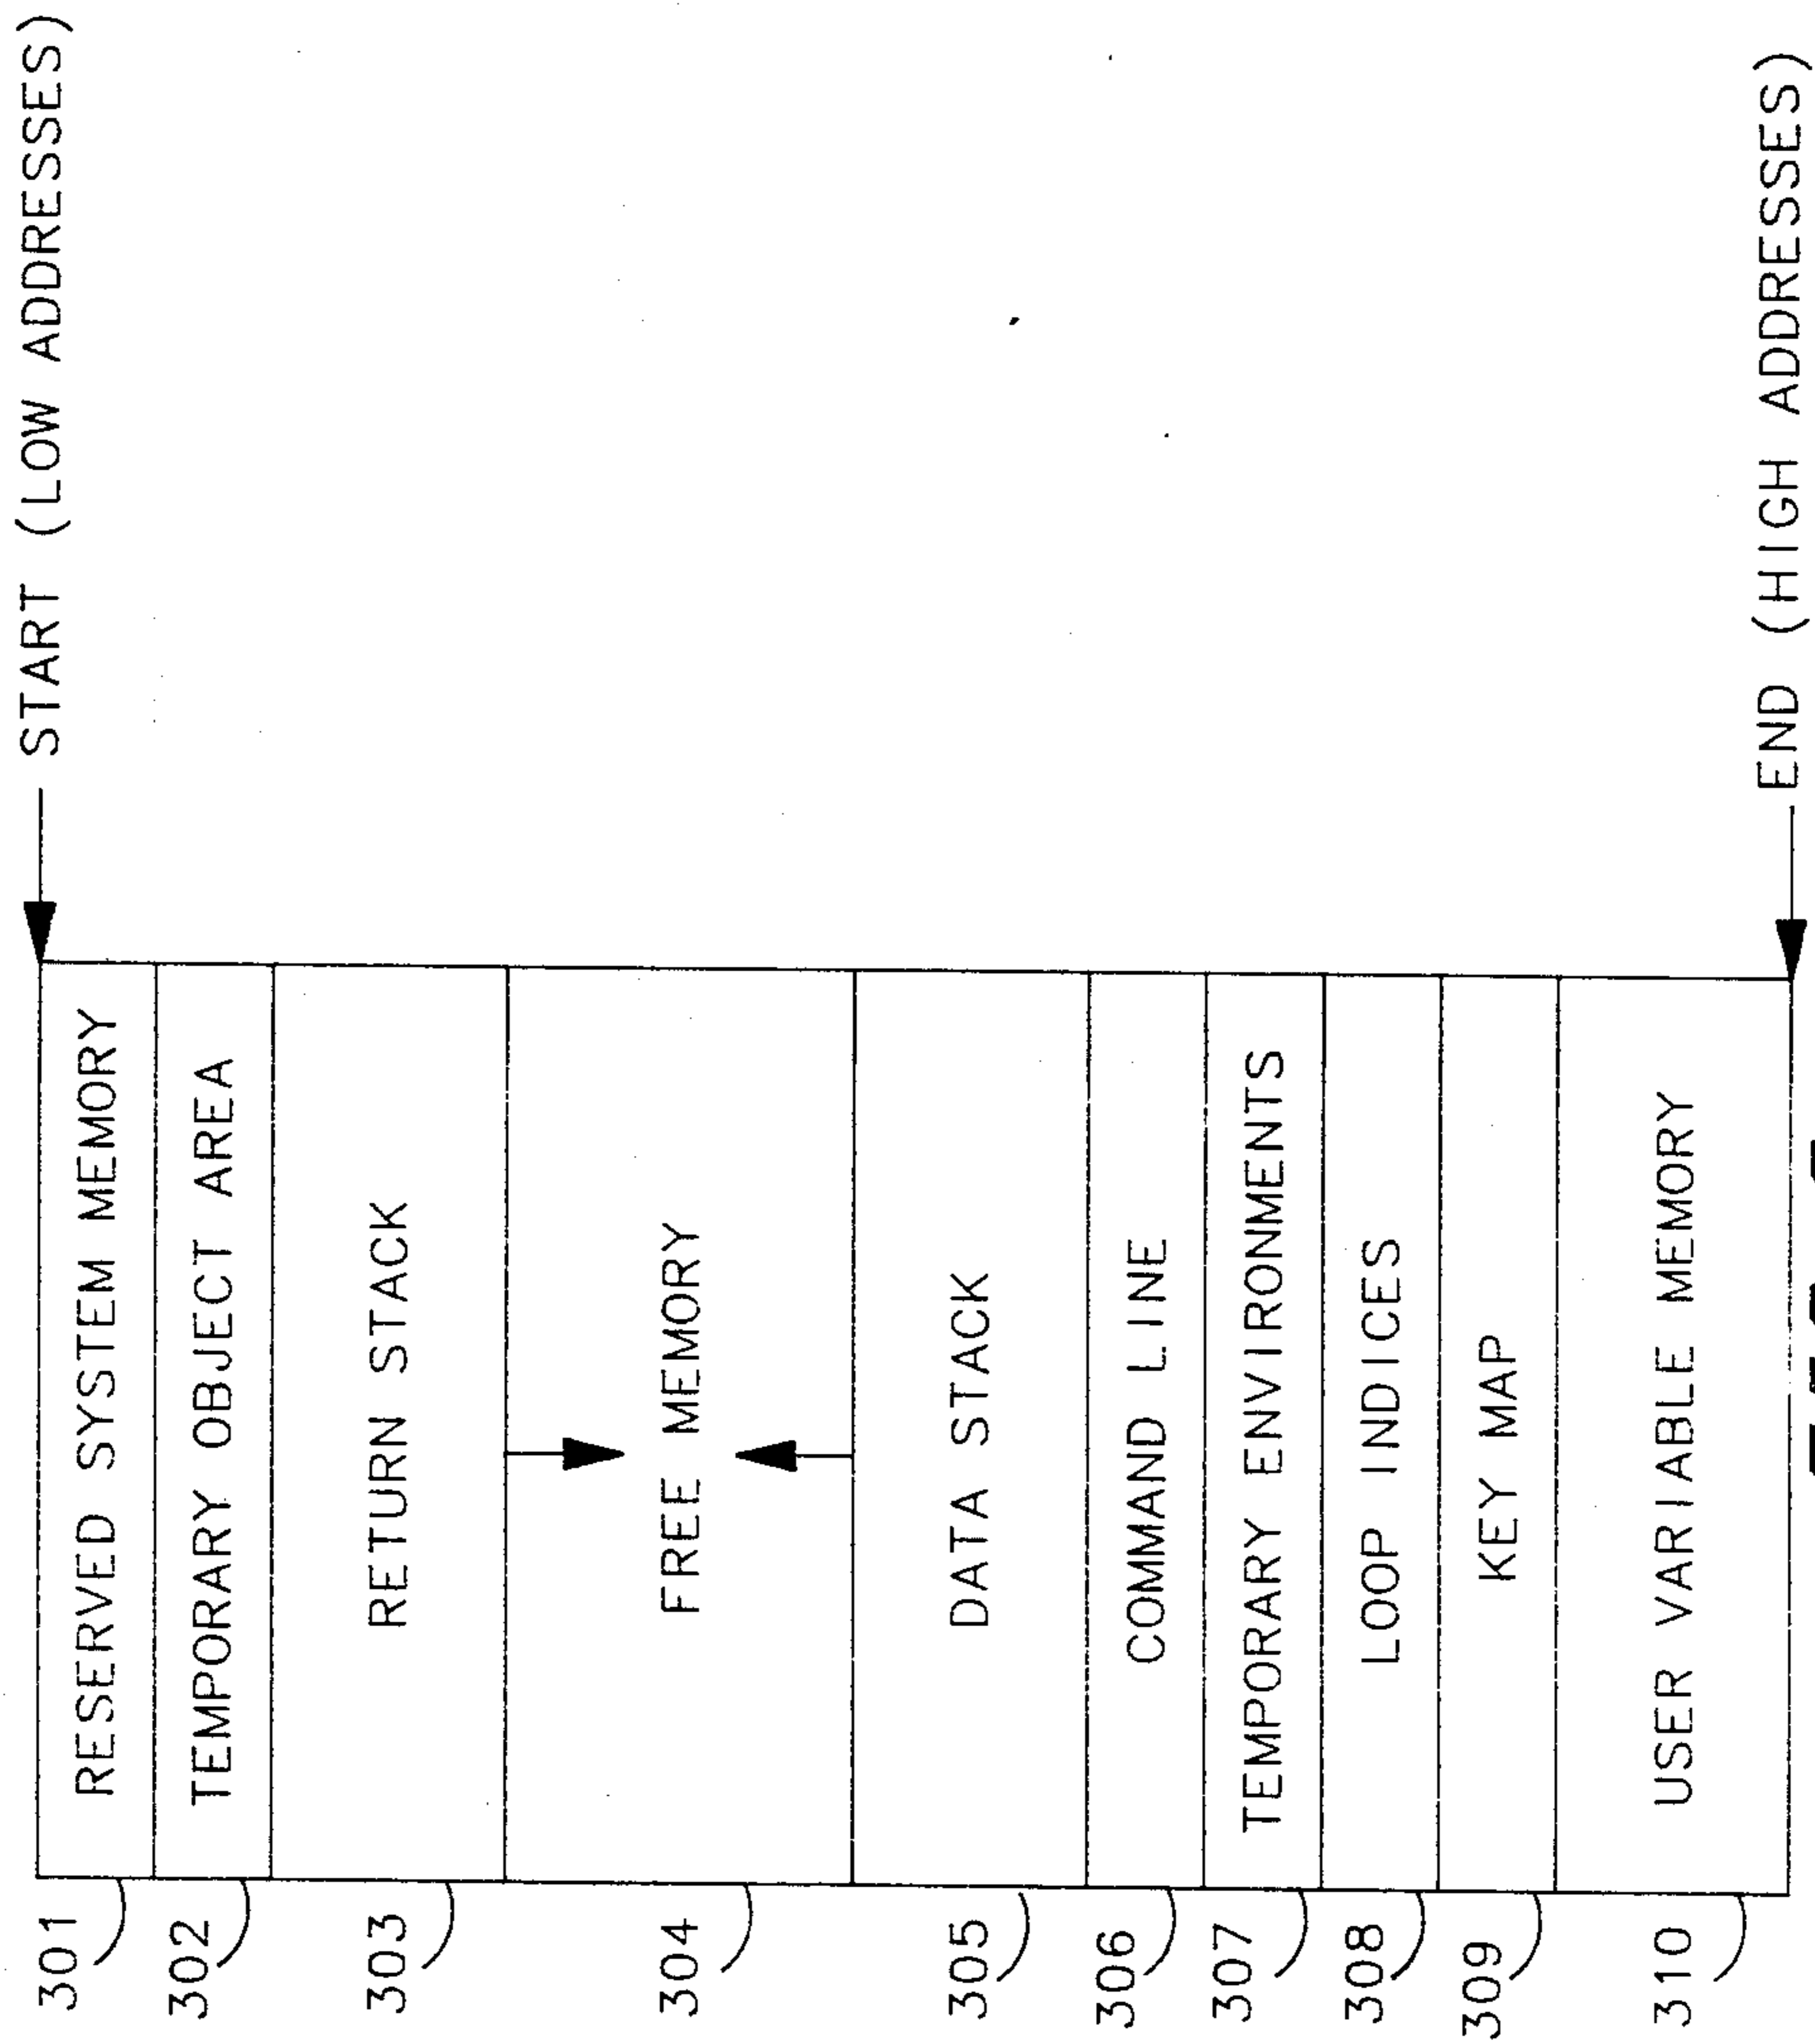 START (LOW ADDRESSES)
301
RESERVED SYSTEM MEMORY
302
TEMPORARY OBJECT AREA
303
RETURN STACK
304
FREE MEMORY
305
DATA STACK
306
COMMAND LINE
307
TEMPORARY ENVIRONMENTS
308
LOOP INDICES
309
KEY MAP
310
USER VARIABLE MEMORY
END (HIGH ADDRESSES)